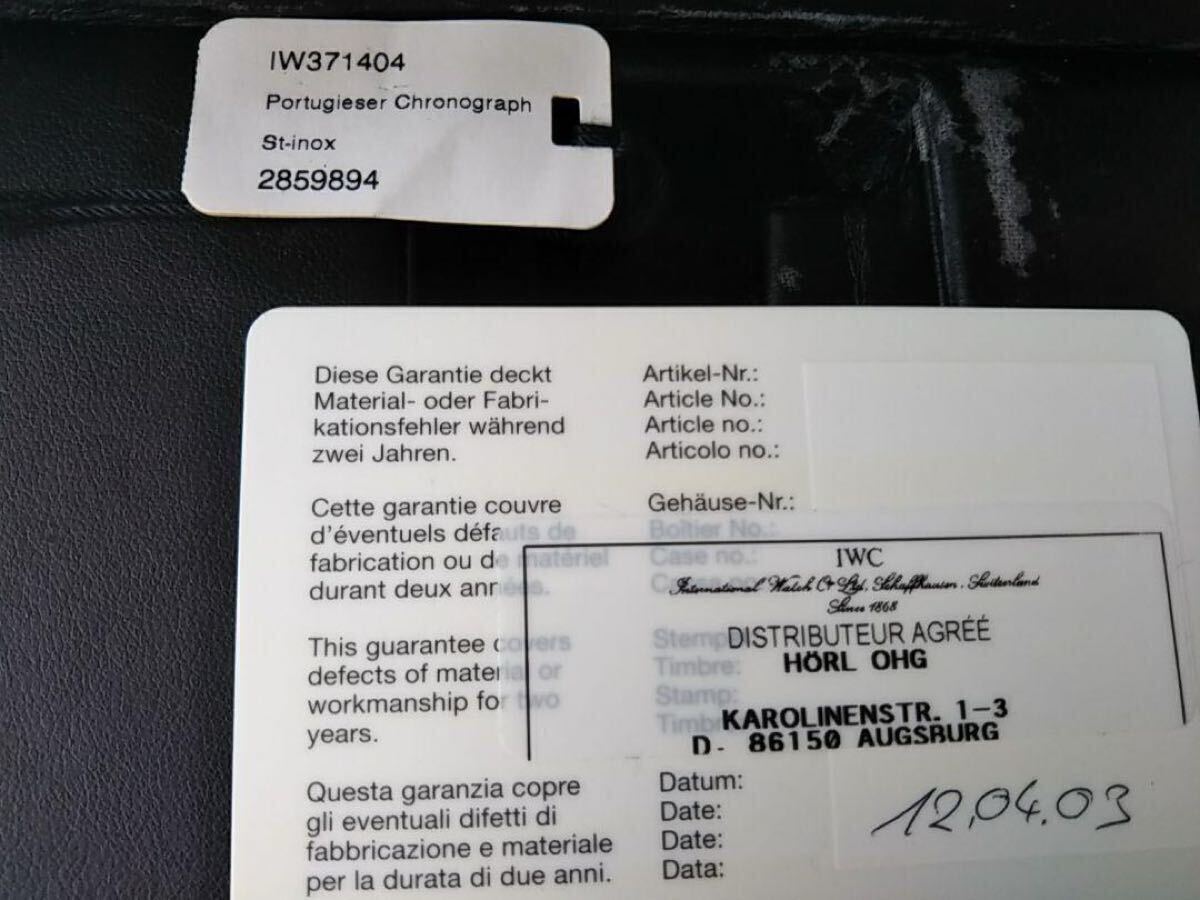 IW371404
Portugieser Chronograph
St-inox
2859894
Diese Garantie deckt
Material- oder Fabri-
kationsfehler während
zwei Jahren.
Cette garantie couvre
d'éventuels défauts de
fabrication ou de matériel
durant deux années.
This guarantee covers
defects of material or
workmanship for two
years.
Questa garanzia copre
gli eventuali difetti di
fabbricazione e materiale
per la durata di due anni.
Artikel-Nr.:
Article No.:
Article no.:
Articolo no.:
Gehäuse-Nr.:
Boîtier No.:
Case no.:
IWC
International Watch Co Ltd. Schaffhausen. Switzerland
Since 1868
DISTRIBUTEUR AGRÉÉ
HÖRL OHG
KAROLINENSTR. 1-3
D. 86150 AUGSBURG
Stemp
Timbre:
Stamp:
Timb
Datum:
Date:
Date:
Data:
12.04.03